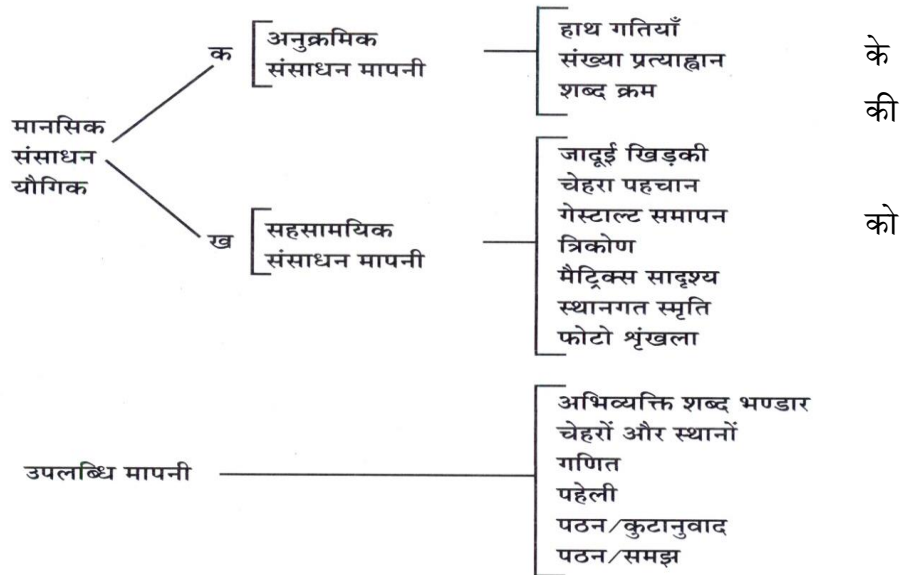 मानसिक
संसाधन
यौगिक
क
अनुक्रमिक
संसाधन मापनी
हाथ गतियाँ
संख्या प्रत्याह्वान
शब्द क्रम
ख
सहसामयिक
संसाधन मापनी
जादूई खिड़की
चेहरा पहचान
गेस्टाल्ट समापन
त्रिकोण
मैट्रिक्स सादृश्य
स्थानगत स्मृति
फोटो शृंखला
उपलब्धि मापनी
अभिव्यक्ति शब्द भण्डार
चेहरों और स्थानों
गणित
पहेली
पठन/कुटानुवाद
पठन/समझ
के
की
को